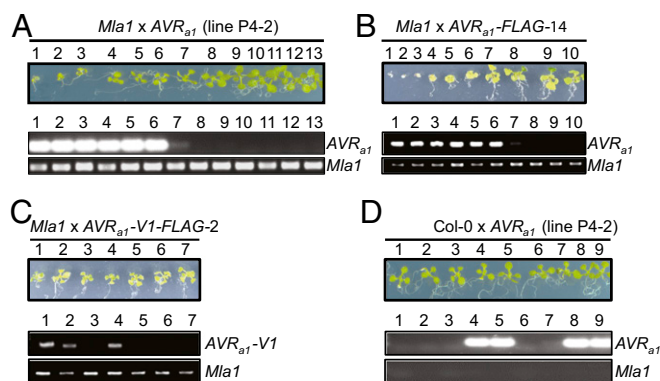 A
Mla1 x AVRa1 (line P4-2)
1 2 3 4 5 6 7 8 9 10 11 12 13
1 2 3 4 5 6 7 8 9 10 11 12 13
AVRa1
Mla1
B
Mla1 x AVRa1-FLAG-14
1 2 3 4 5 6 7 8 9 10
1 2 3 4 5 6 7 8 9 10
AVRa1
Mla1
C
Mla1 x AVRa1-V1-FLAG-2
1 2 3 4 5 6 7
1 2 3 4 5 6 7
AVRa1-V1
Mla1
D
Col-0 x AVRa1 (line P4-2)
1 2 3 4 5 6 7 8 9
1 2 3 4 5 6 7 8 9
AVRa1
Mla1